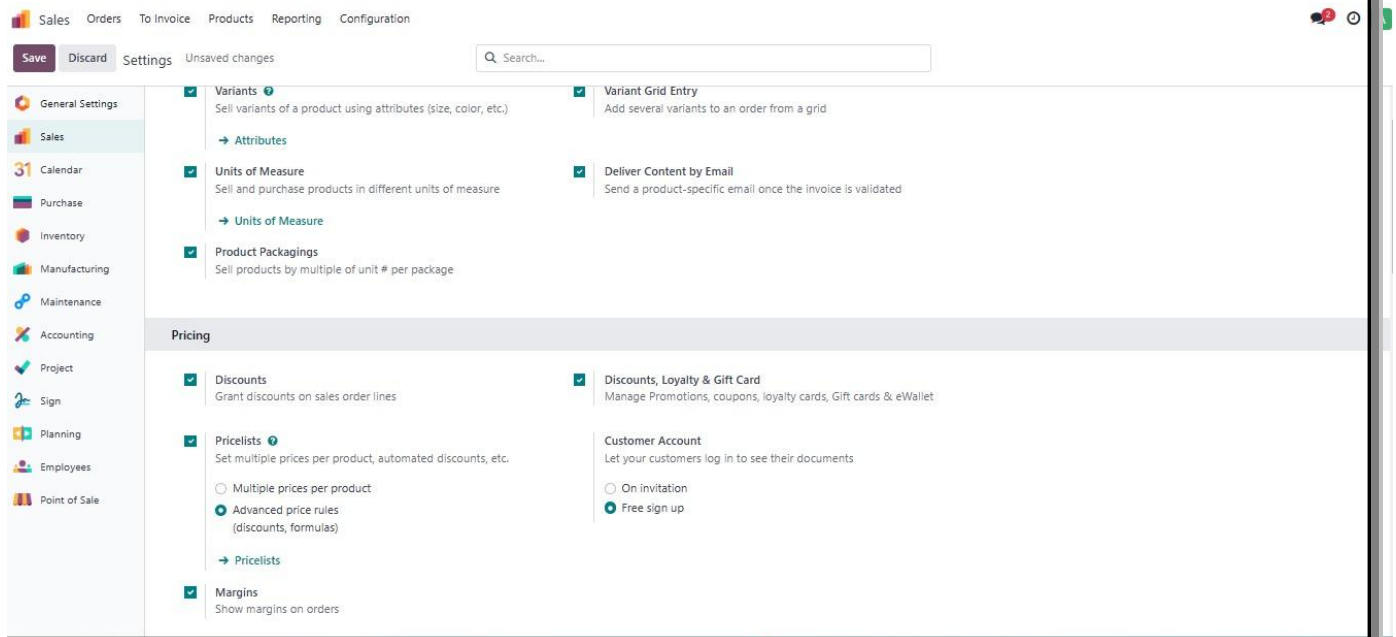 Sales Orders To Invoice Products Reporting Configuration 2
Save Discard Settings Unsaved changes Search...
General Settings
Sales
31 Calendar
Purchase
Inventory
Manufacturing
Maintenance
Accounting
Project
Sign
Planning
Employees
Point of Sale
Variants ?
Sell variants of a product using attributes (size, color, etc.)
→ Attributes
Variant Grid Entry
Add several variants to an order from a grid
Units of Measure
Sell and purchase products in different units of measure
→ Units of Measure
Deliver Content by Email
Send a product-specific email once the invoice is validated
Product Packagings
Sell products by multiple of unit # per package
Pricing
Discounts
Grant discounts on sales order lines
Discounts, Loyalty & Gift Card
Manage Promotions, coupons, loyalty cards, Gift cards & eWallet
Pricelists ?
Set multiple prices per product, automated discounts, etc.
Multiple prices per product
Advanced price rules
(discounts, formulas)
→ Pricelists
Customer Account
Let your customers log in to see their documents
On invitation
Free sign up
Margins
Show margins on orders